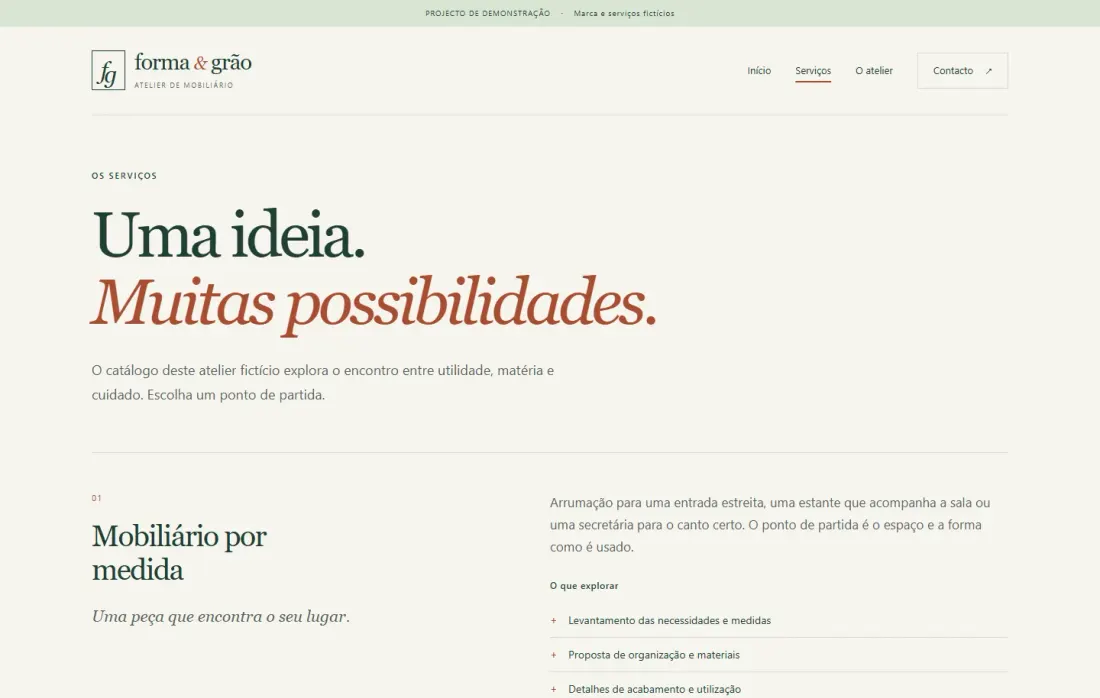 PROJECTO DE DEMONSTRAÇÃO · Marca e serviços fictícios
fg
forma & grão
ATELIER DE MOBILIÁRIO
Início Serviços O atelier Contacto ↗
OS SERVIÇOS
Uma ideia.
Muitas possibilidades.
O catálogo deste atelier fictício explora o encontro entre utilidade, matéria e
cuidado. Escolha um ponto de partida.
01
Mobiliário por
medida
Uma peça que encontra o seu lugar.
Arrumação para uma entrada estreita, uma estante que acompanha a sala ou
uma secretária para o canto certo. O ponto de partida é o espaço e a forma
como é usado.
O que explorar
+ Levantamento das necessidades e medidas
+ Proposta de organização e materiais
+ Detalhes de acabamento e utilização